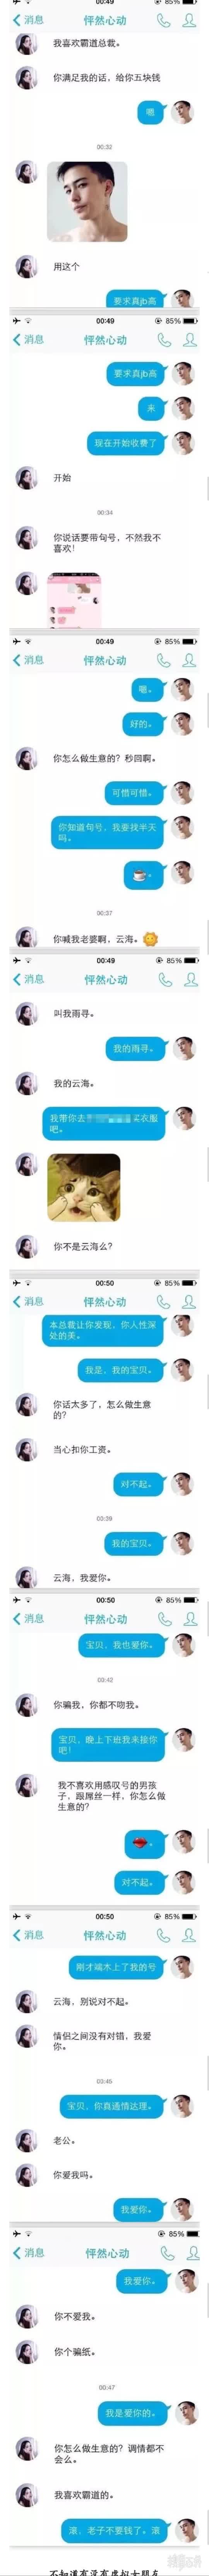 00:49
85%
消息
怦然心动
我喜欢霸道总裁。
你满足我的话，给你五块钱
嗯
00:32
用这个
要求真jb高
00:49
85%
消息
怦然心动
要求真jb高
来
现在开始收费了
开始
00:34
你说话要带句号，不然我不
喜欢！
00:49
85%
消息
怦然心动
嗯。
好的。
你怎么做生意的？秒回啊。
可惜可惜。
你知道句号，我要找半天
吗。
00:37
你喊我老婆啊，云海。
00:49
85%
消息
怦然心动
叫我雨寻。
我的雨寻。
我的云海。
我带你去
买衣服
吧。
你不是云海么？
00:50
85%
消息
怦然心动
本总裁让你发现，你人性深
处的美。
我是，我的宝贝。
你话太多了，怎么做生意
的？
当心扣你工资。
对不起。
00:39
我的宝贝。
云海，我爱你。
00:50
85%
消息
怦然心动
宝贝，我也爱你。
00:42
你骗我，你都不吻我。
宝贝，晚上下班我来接你
吧！
我不喜欢用感叹号的男孩
子，跟屌丝一样，你怎么做
生意的？
。
对不起。
00:50
85%
消息
怦然心动
刚才端木上了我的号
云海，别说对不起。
情侣之间没有对错，我爱
你。
00:45
宝贝，你真通情达理。
老公。
你爱我吗。
我爱你。
85%
消息
怦然心动
我爱你。
你不爱我。
你个骗纸。
00:47
我是爱你的。
你怎么做生意的？调情都不
会么。
我喜欢霸道的。
滚，老子不要钱了。滚